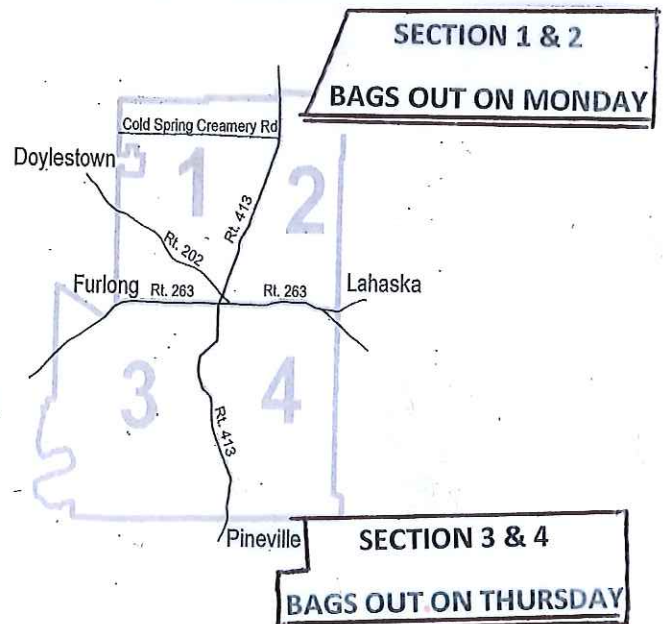 SECTION 1 & 2
BAGS OUT ON MONDAY
Cold Spring Creamery Rd
Doylestown
1
2
Rt. 413
Rt. 202
Furlong
Rt. 263
Rt. 263
Lahaska
3
4
Rt. 413
Pineville
SECTION 3 & 4
BAGS OUT ON THURSDAY